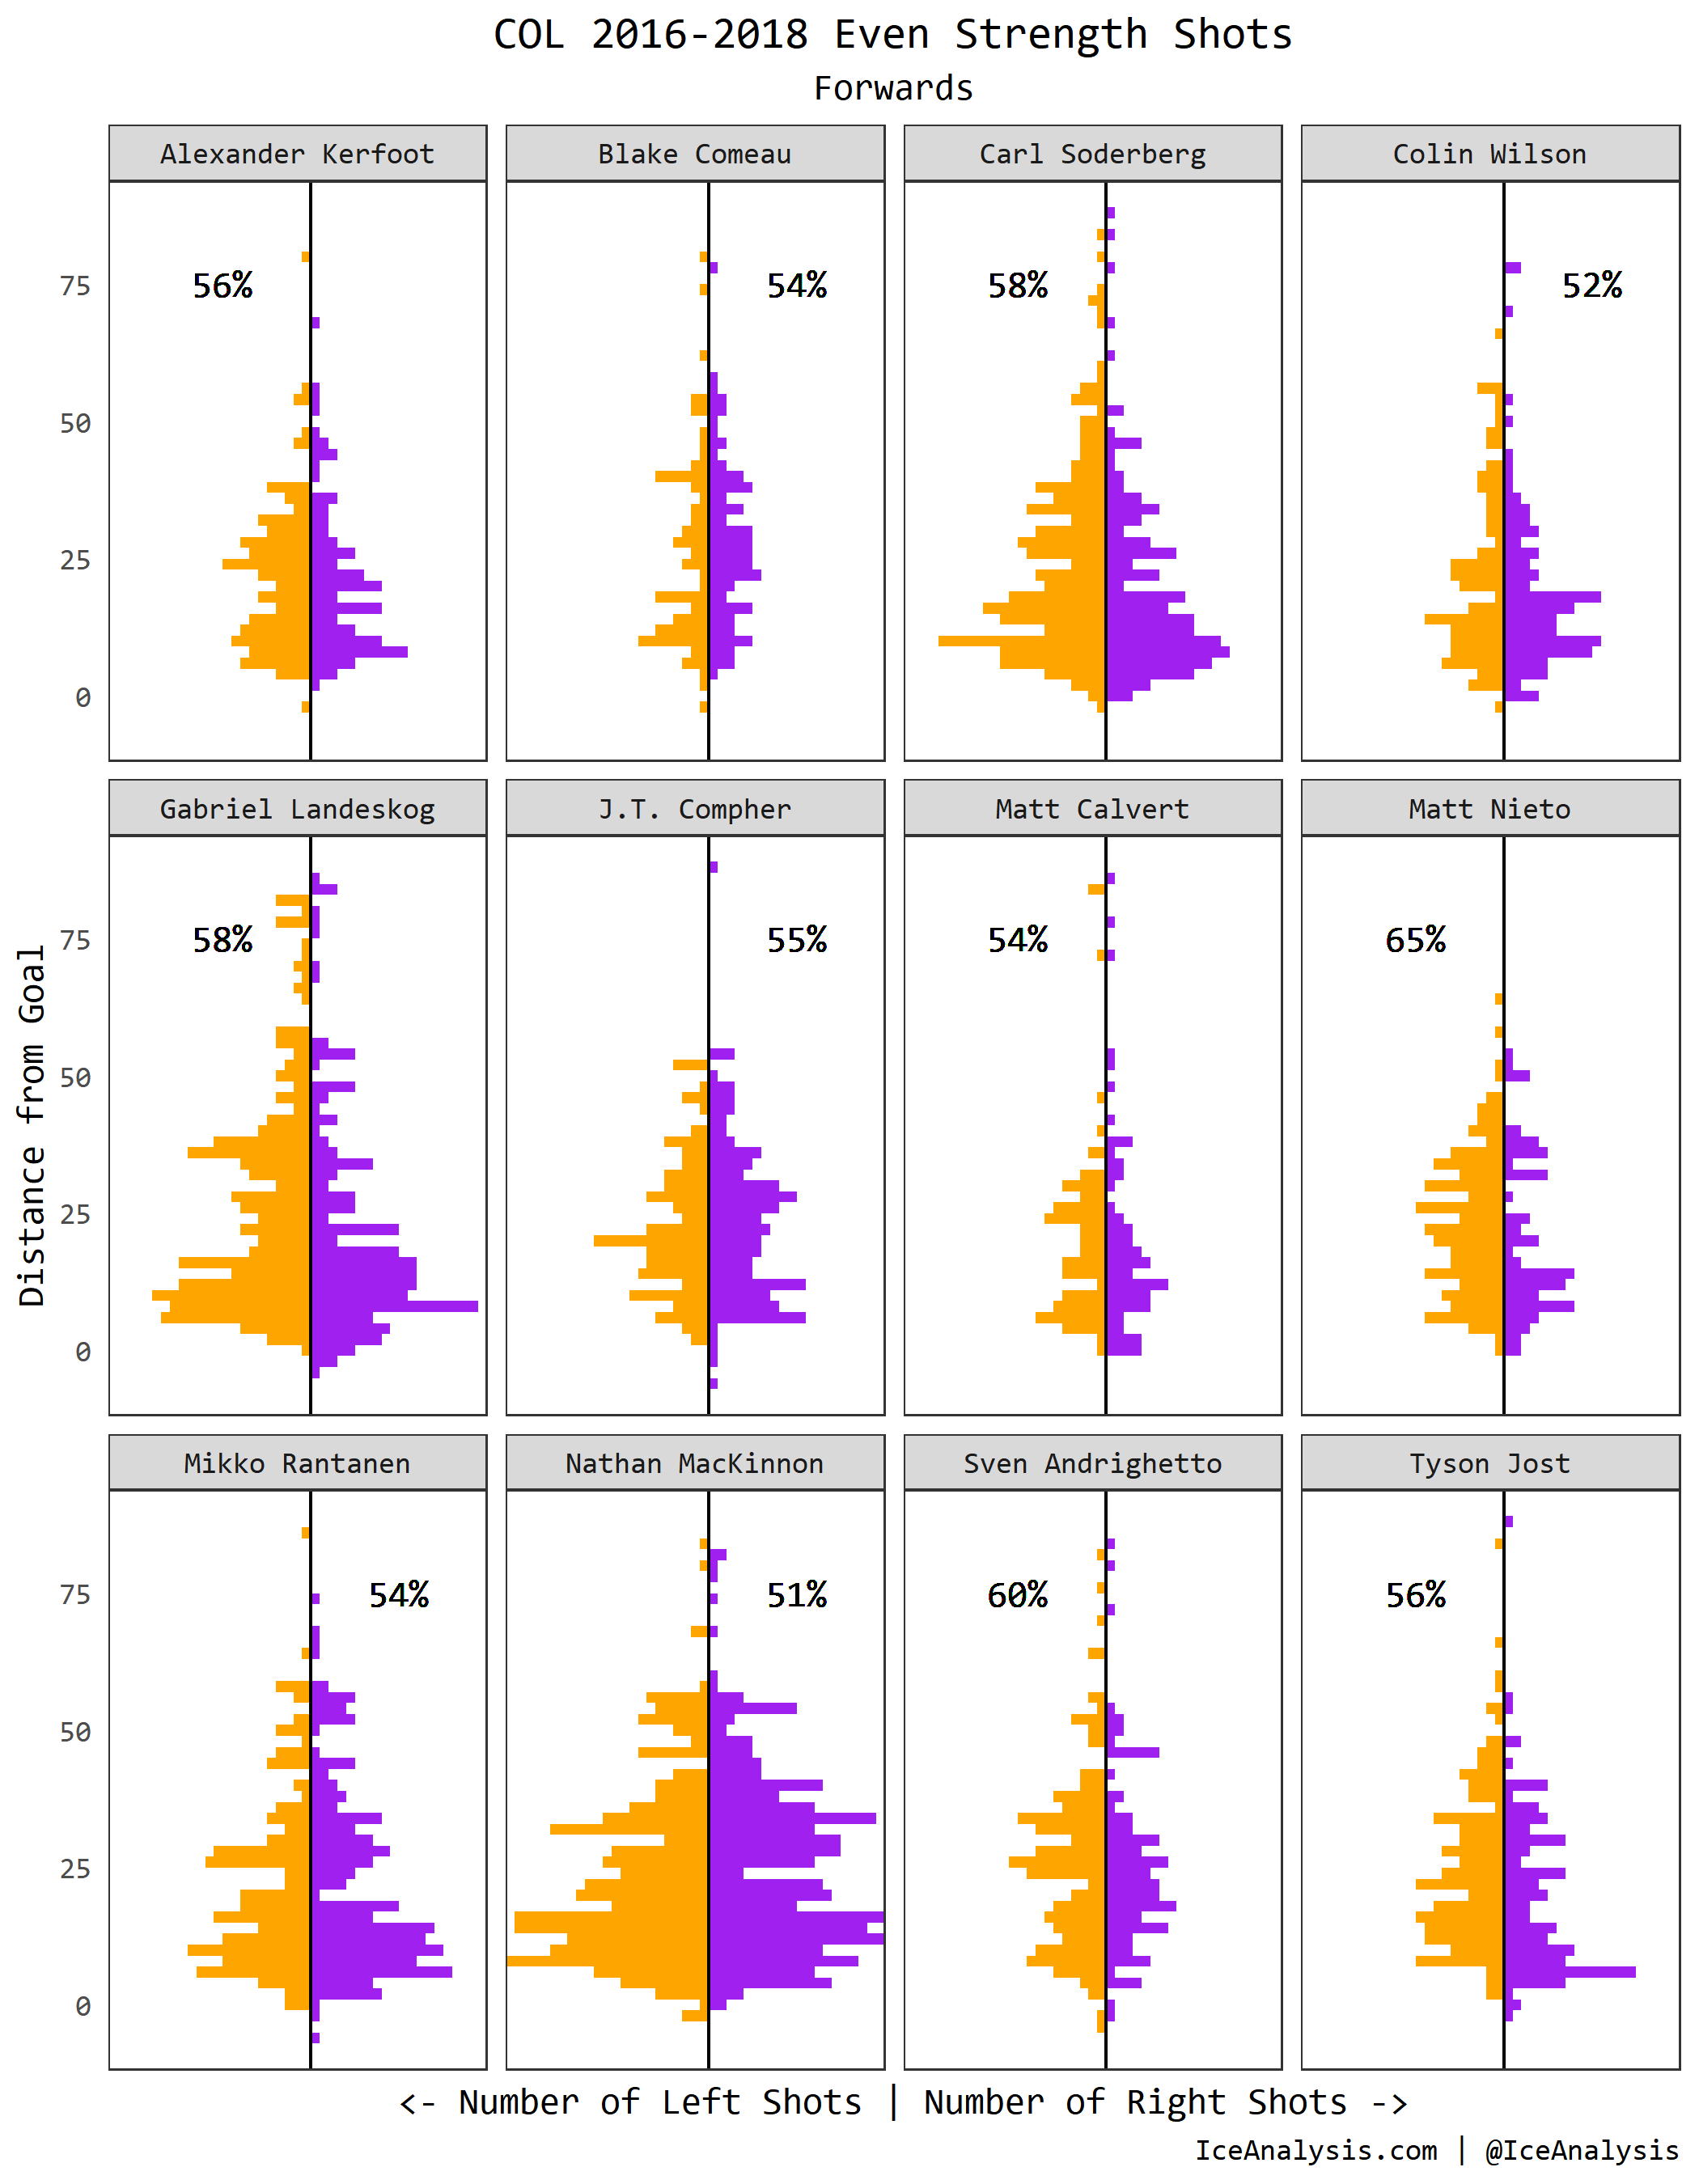 COL 2016-2018 Even Strength Shots
Forwards
Alexander Kerfoot
Blake Comeau
Carl Soderberg
Colin Wilson
75
50
25
0
56%
54%
58%
52%
Gabriel Landeskog
J.T. Compher
Matt Calvert
Matt Nieto
75
50
25
0
58%
55%
54%
65%
Distance from Goal
Mikko Rantanen
Nathan MacKinnon
Sven Andrighetto
Tyson Jost
75
50
25
0
54%
51%
60%
56%
<- Number of Left Shots | Number of Right Shots ->
IceAnalysis.com | @IceAnalysis